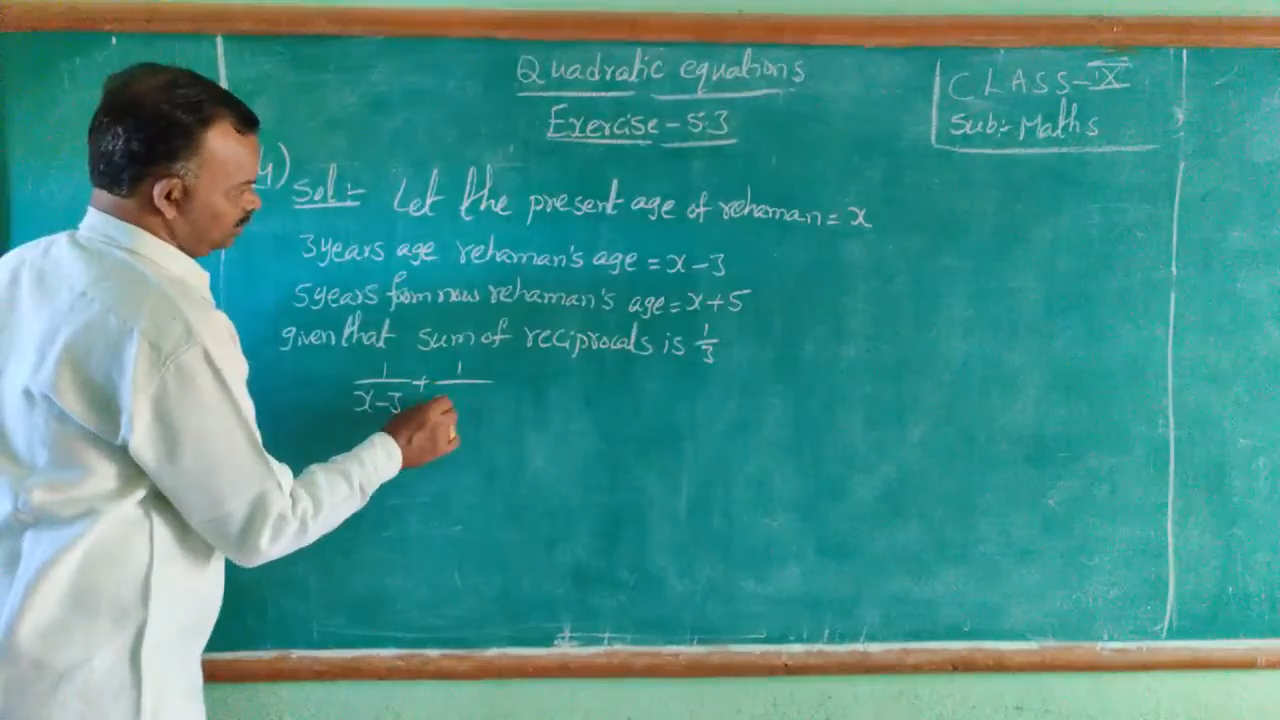 Quadratic equations
Exercise - 5.3
CLASS - IX
Sub:- Maths
4) Sol:- Let the present age of rehaman = x
3 years age rehaman's age = x - 3
5 years form now rehaman's age = x + 5
given that sum of reciprocals is 1/3
1/x-3 + 1/